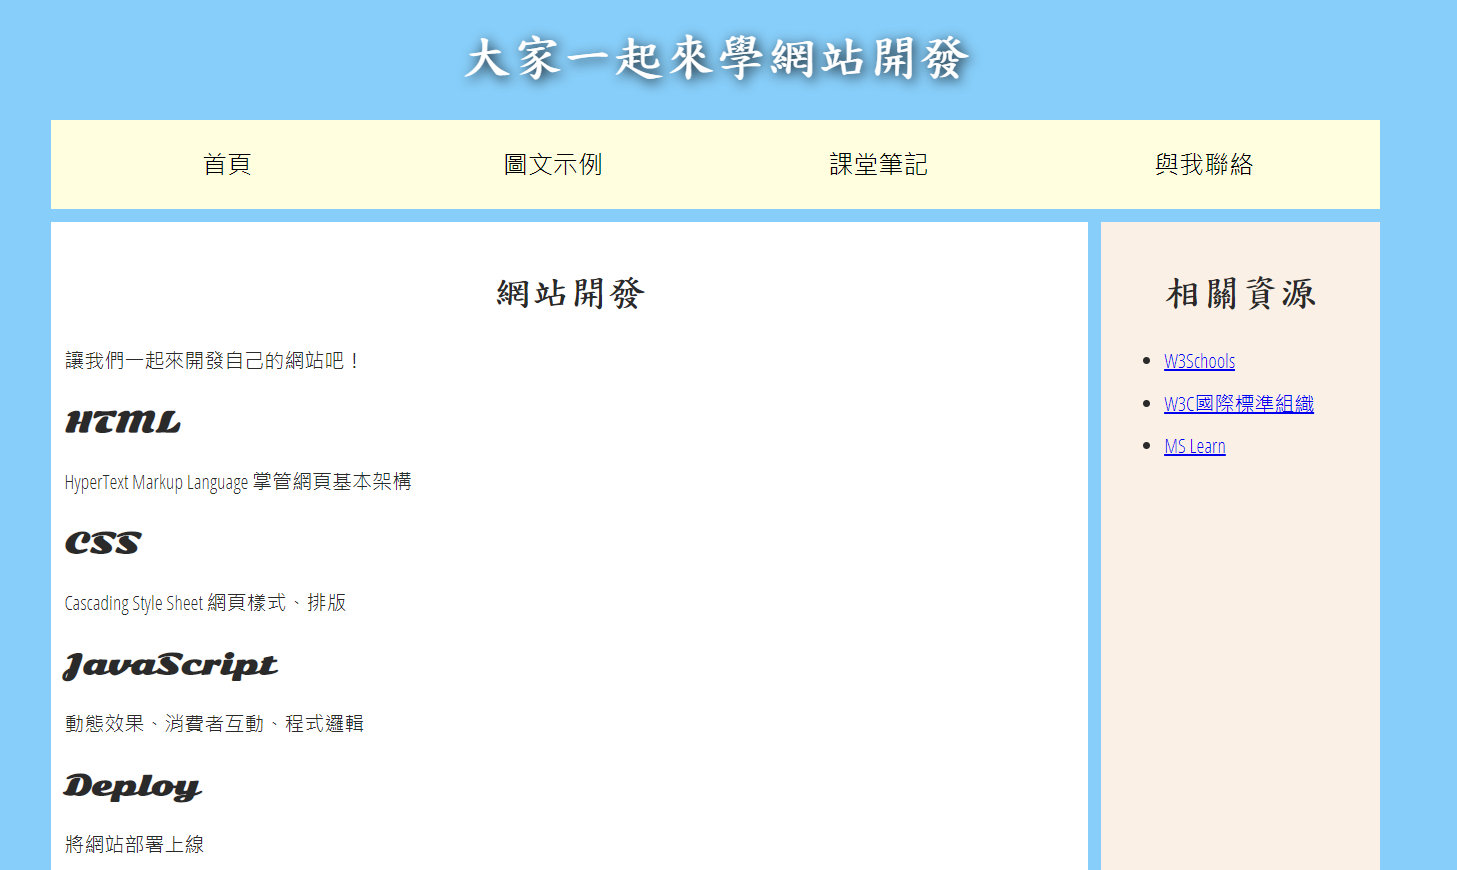 大家一起來學網站開發
首頁 圖文示例 課堂筆記 與我聯絡
網站開發
讓我們一起來開發自己的網站吧！
HTML
HyperText Markup Language 掌管網頁基本架構
CSS
Cascading Style Sheet 網頁樣式、排版
JavaScript
動態效果、消費者互動、程式邏輯
Deploy
將網站部署上線
相關資源
W3Schools
W3C國際標準組織
MS Learn